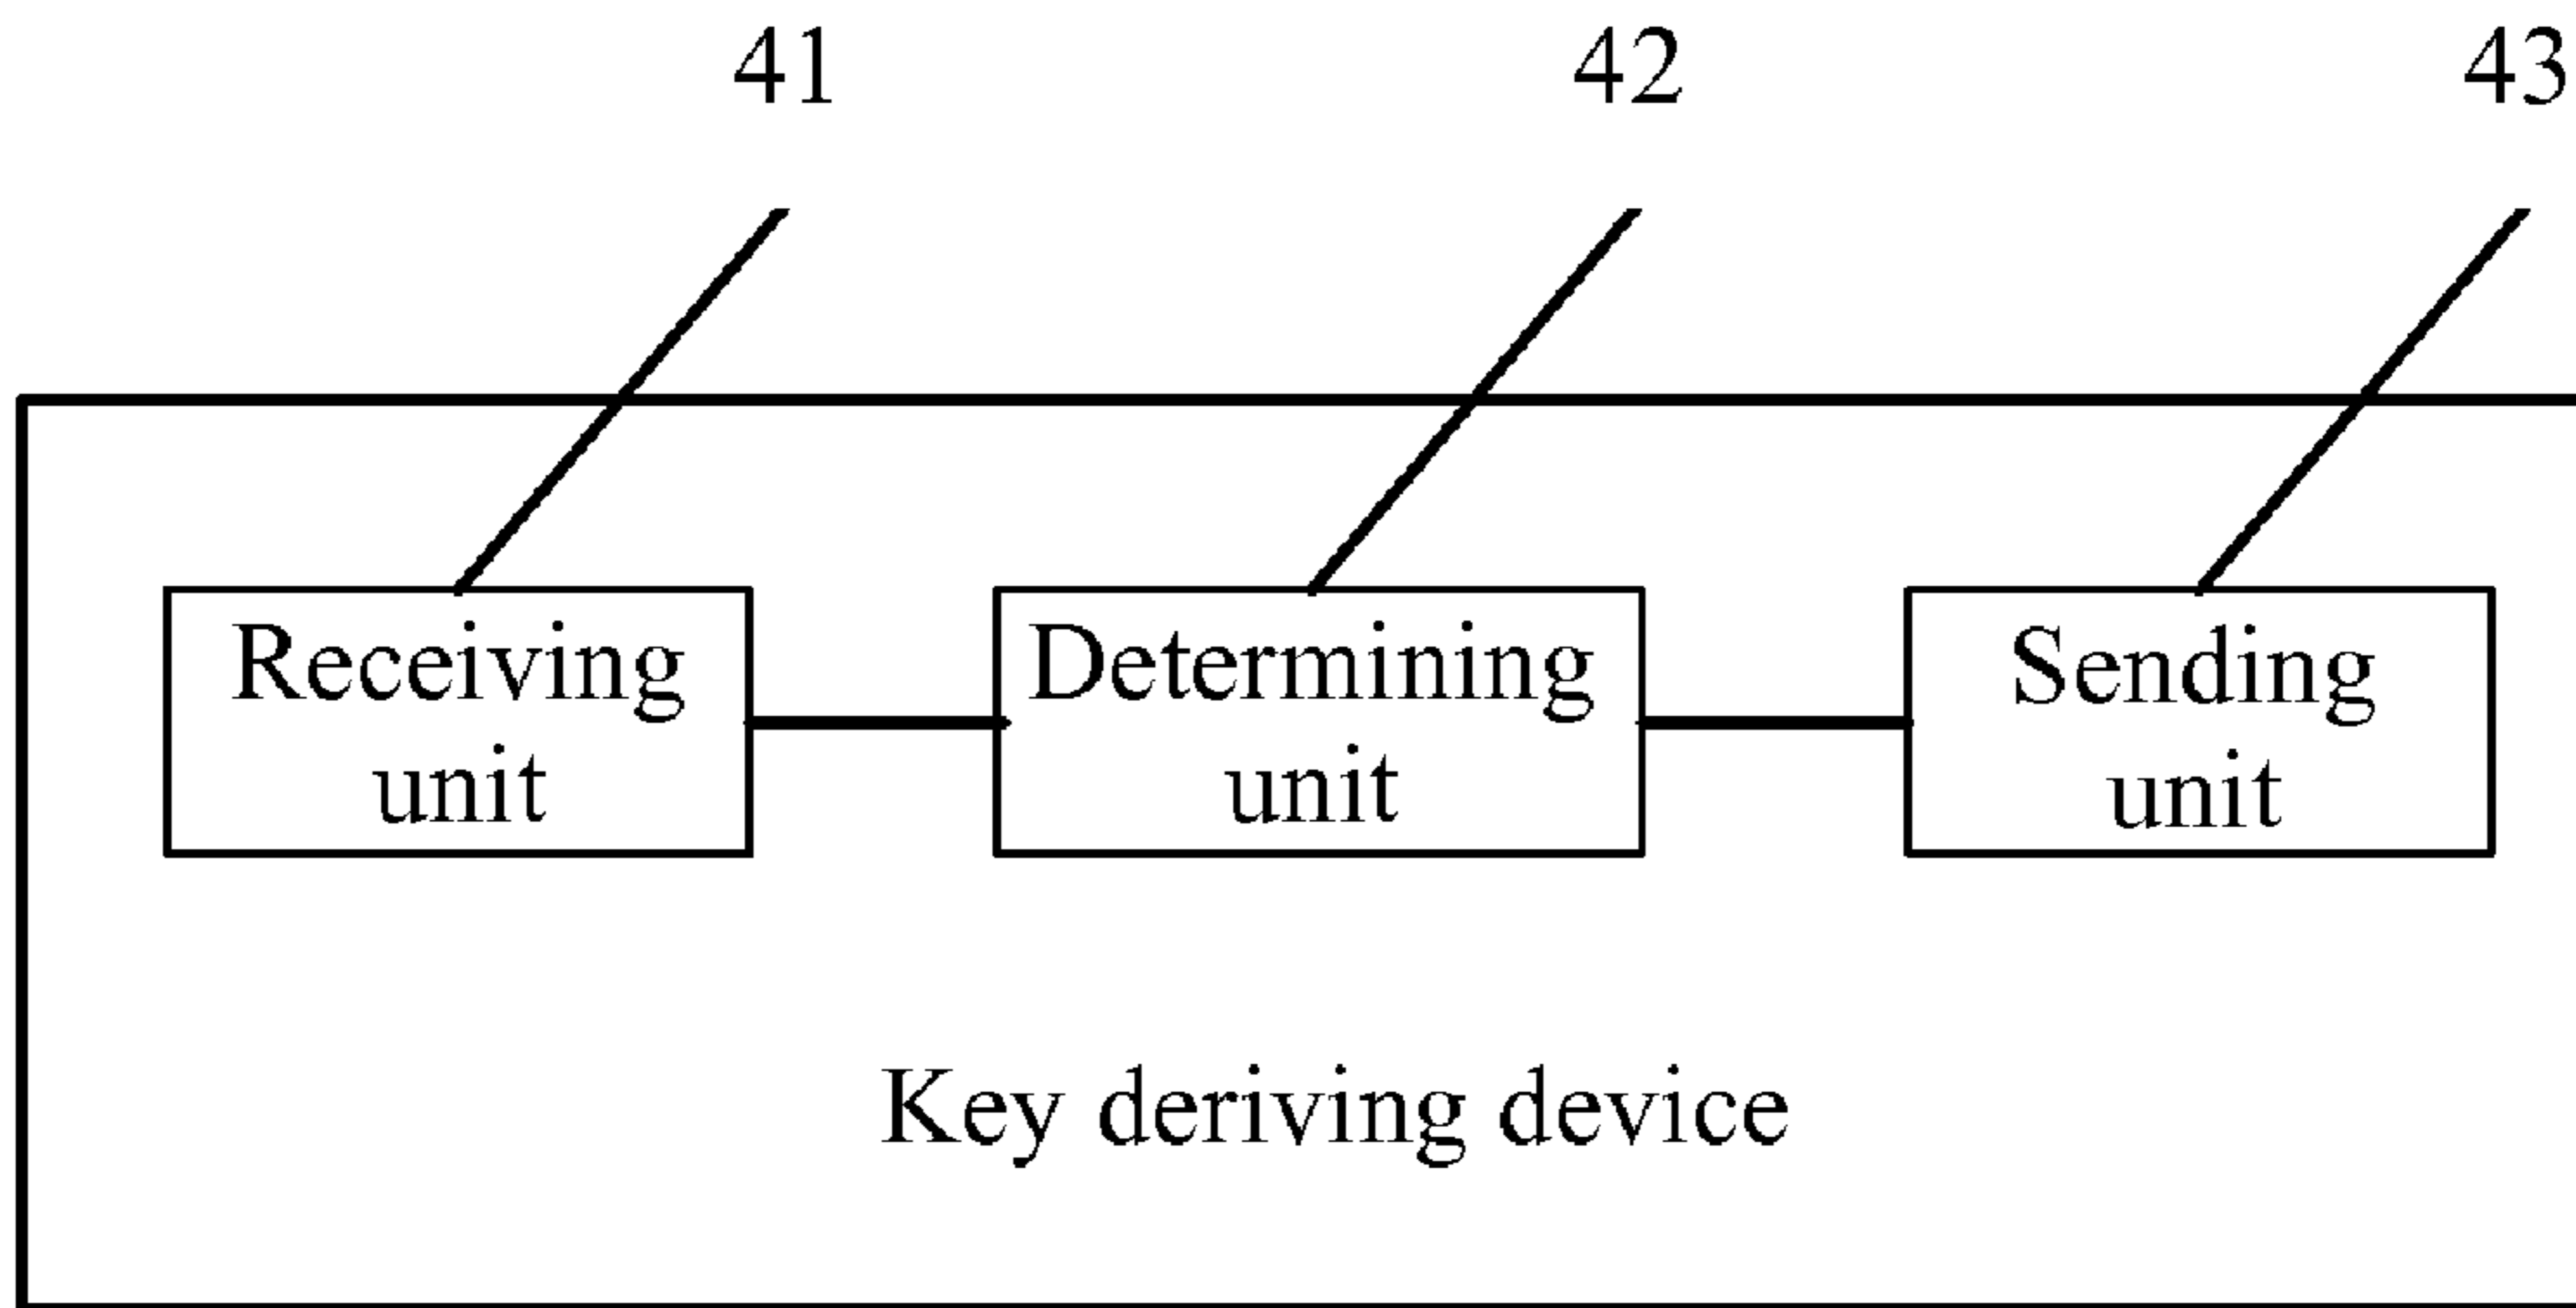 41 42 43
Receiving Determining Sending
unit unit unit
Key deriving device